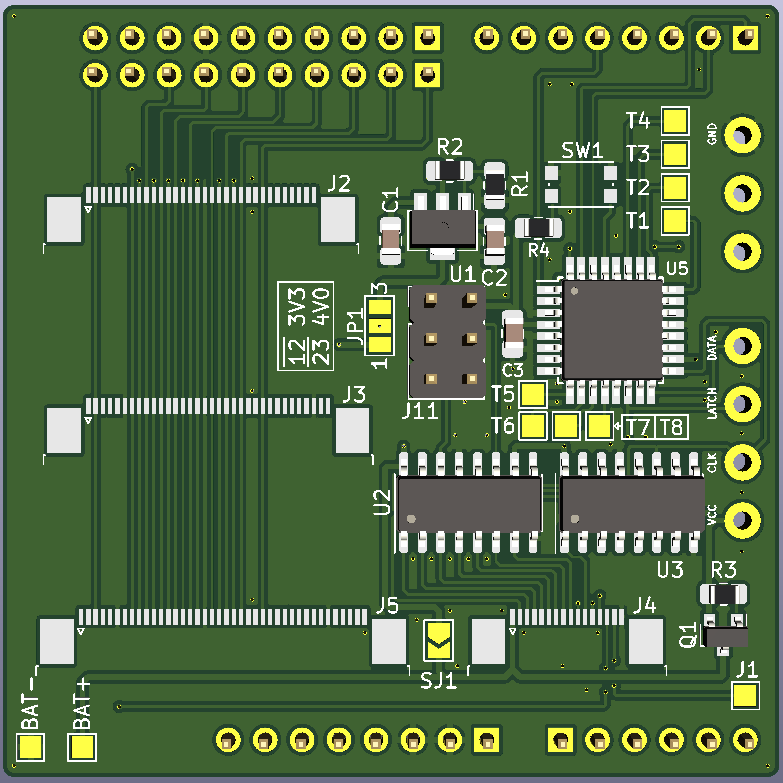 T4
GND
R2
SW1
T3
J2
C1
R1
T2
T1
R4
U1
C2
U5
3
12 3V3
23 4V0
JP1
1
C3
DATA
J3
J11
T5
LATCH
T6
T7 T8
CLK
U2
VCC
U3
R3
J5
J4
Q1
SJ1
J1
BAT-
BAT+